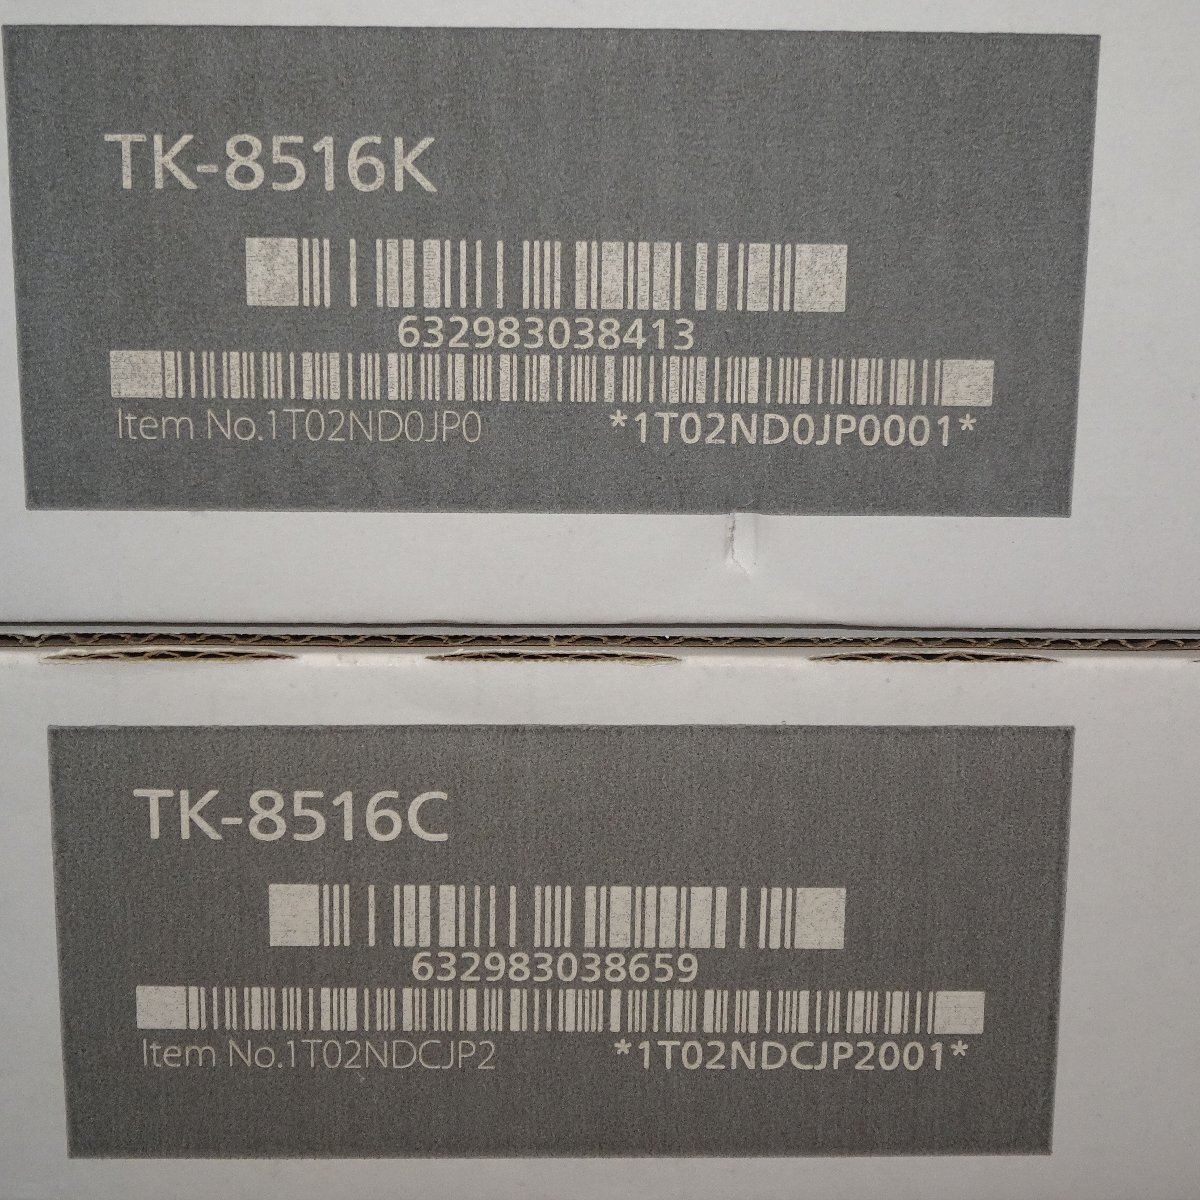 TK-8516K
632983038413
Item No.1T02ND0JP0 *1T02ND0JP0001*
TK-8516C
632983038659
Item No.1T02NDCJP2 *1T02NDCJP2001*